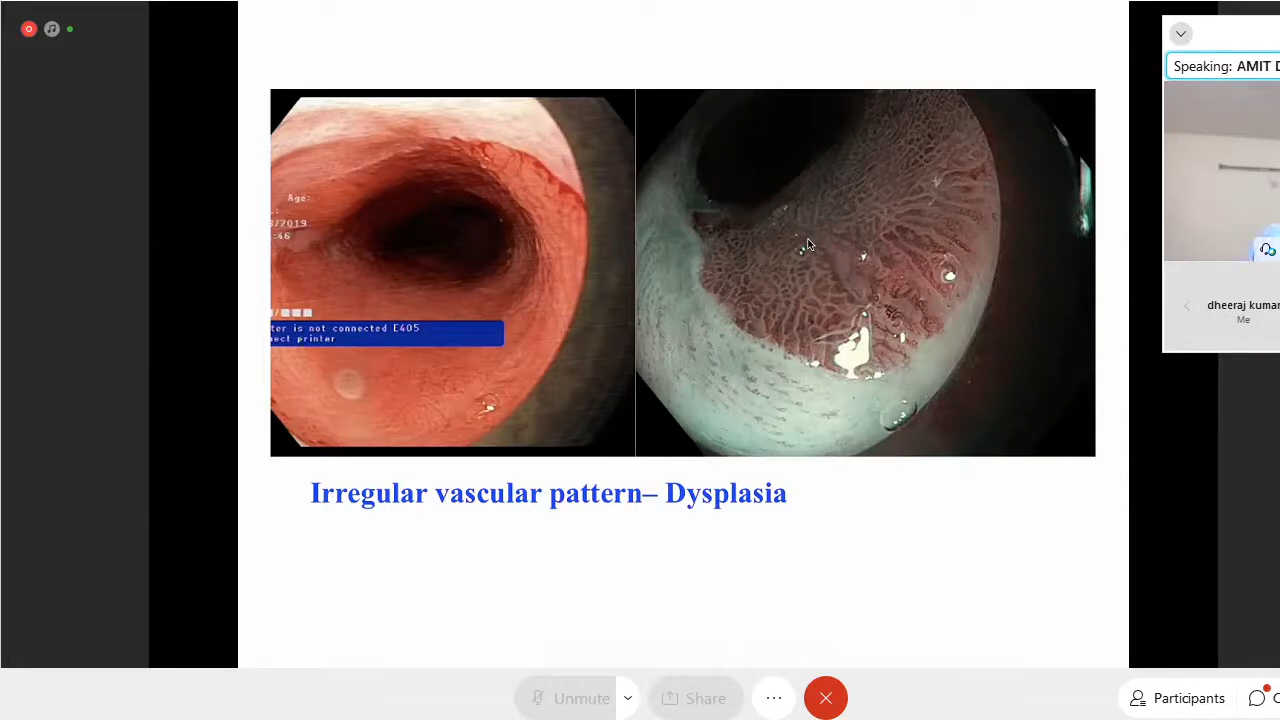 Speaking: AMIT D
Age:
/2019
:46
ter is not connected E405
nect printer
dheeraj kumar
Me
Irregular vascular pattern– Dysplasia
Unmute
Share
Participants